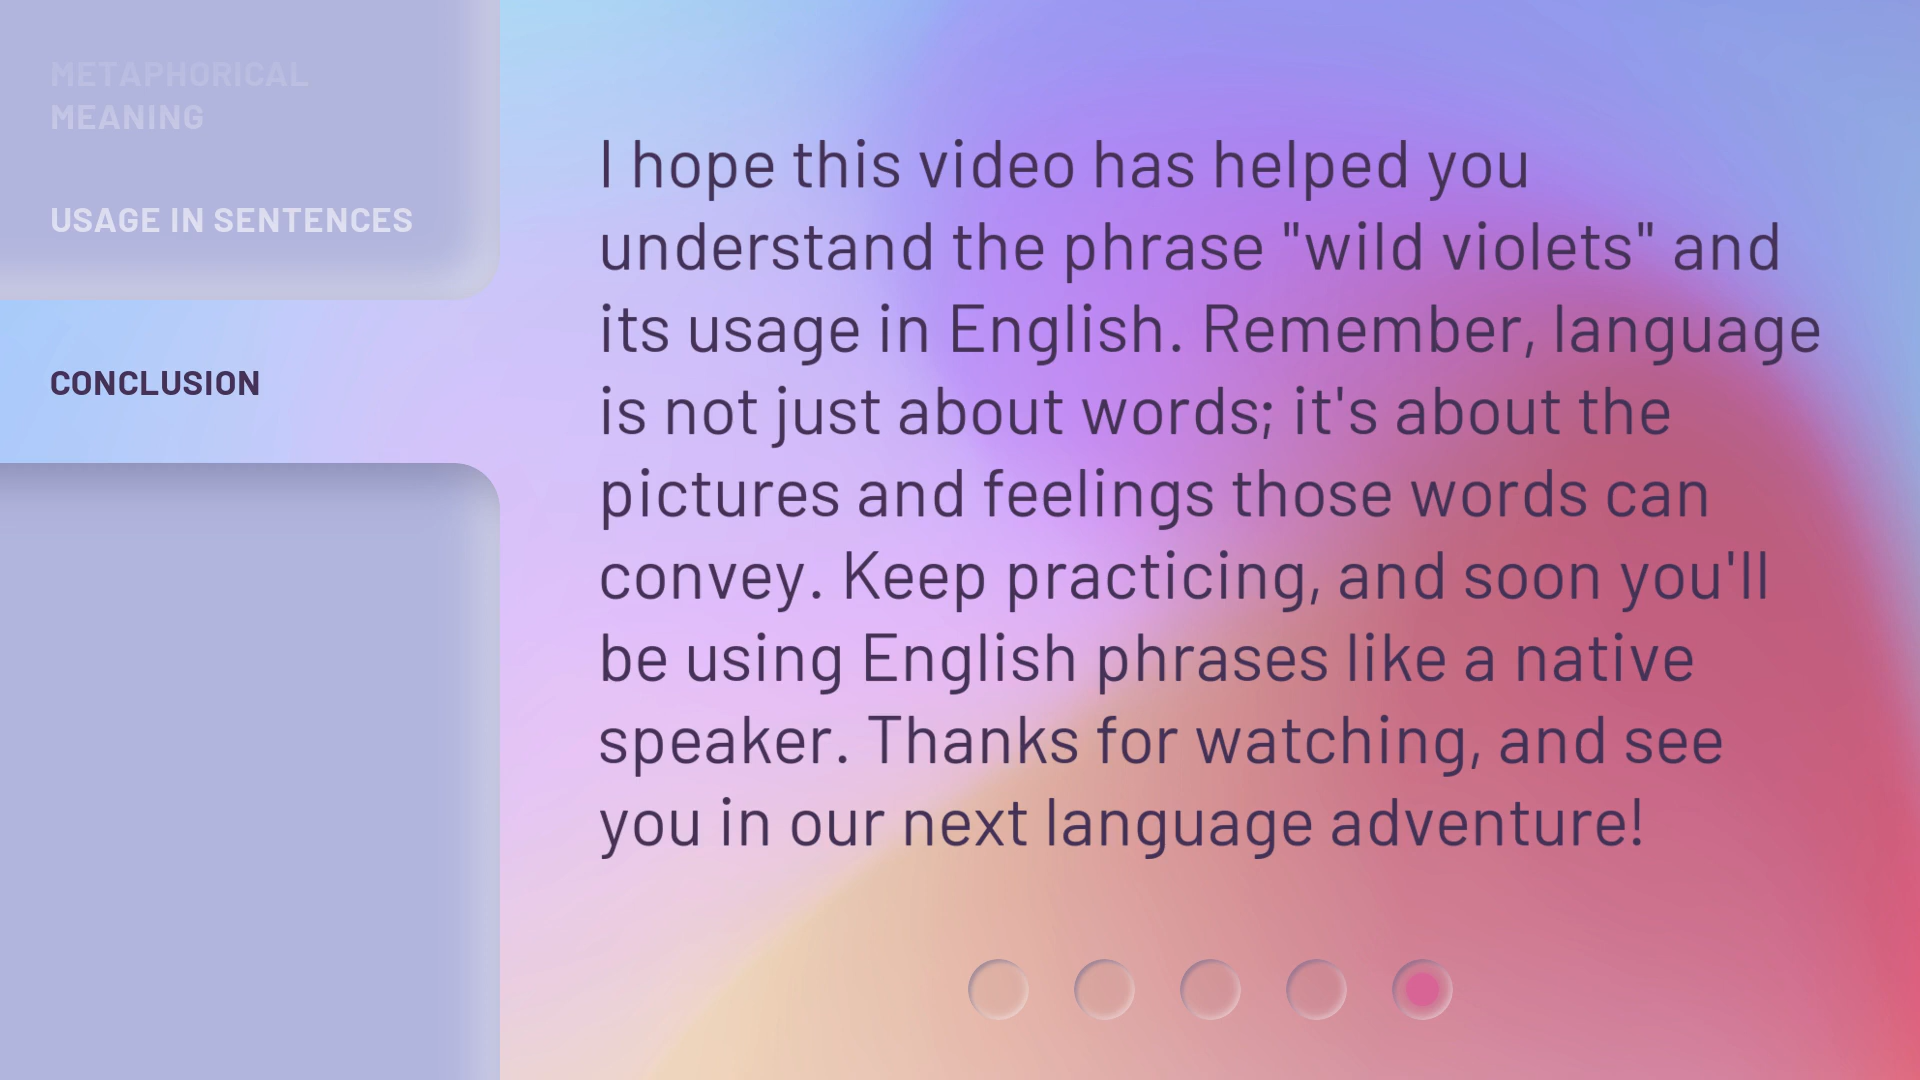 METAPHORICAL
MEANING
USAGE IN SENTENCES
CONCLUSION
I hope this video has helped you
understand the phrase "wild violets" and
its usage in English. Remember, language
is not just about words; it's about the
pictures and feelings those words can
convey. Keep practicing, and soon you'll
be using English phrases like a native
speaker. Thanks for watching, and see
you in our next language adventure!